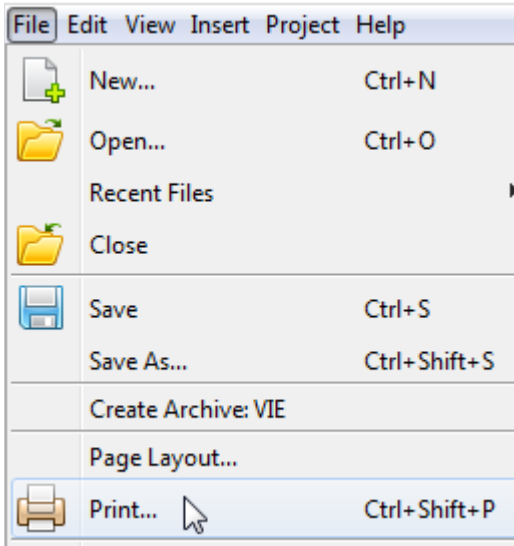 File Edit View Insert Project Help
New... Ctrl+N
Open... Ctrl+O
Recent Files
Close
Save Ctrl+S
Save As... Ctrl+Shift+S
Create Archive: VIE
Page Layout...
Print... Ctrl+Shift+P